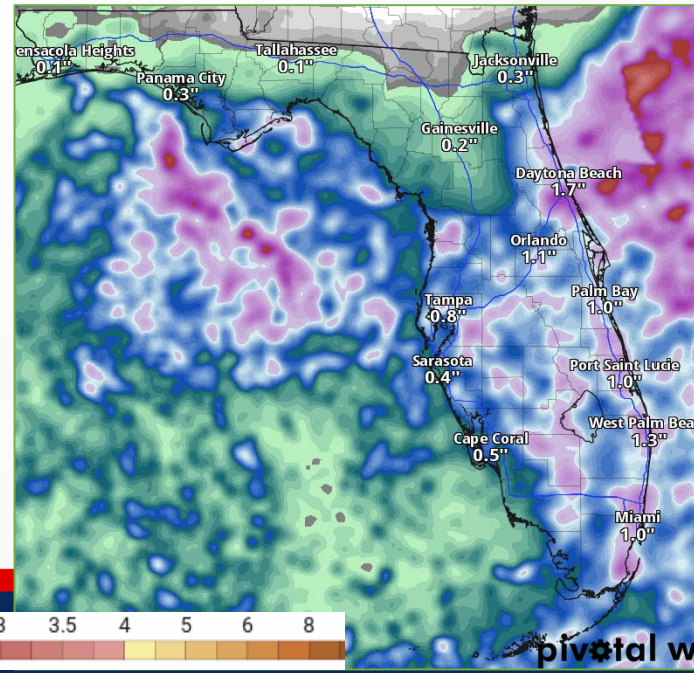 ensacola Heights
0.1"
Tallahassee
0.1"
Panama City
0.3"
Jacksonville
0.3"
Gainesville
0.2"
Daytona Beach
1.7"
Orlando
1.1"
Tampa
0.8"
Palm Bay
1.0"
Sarasota
0.4"
Port Saint Lucie
1.0"
West Palm Bea
1.3"
Cape Coral
0.5"
Miami
1.0"
3 3.5 4 5 6 8
pivotal w